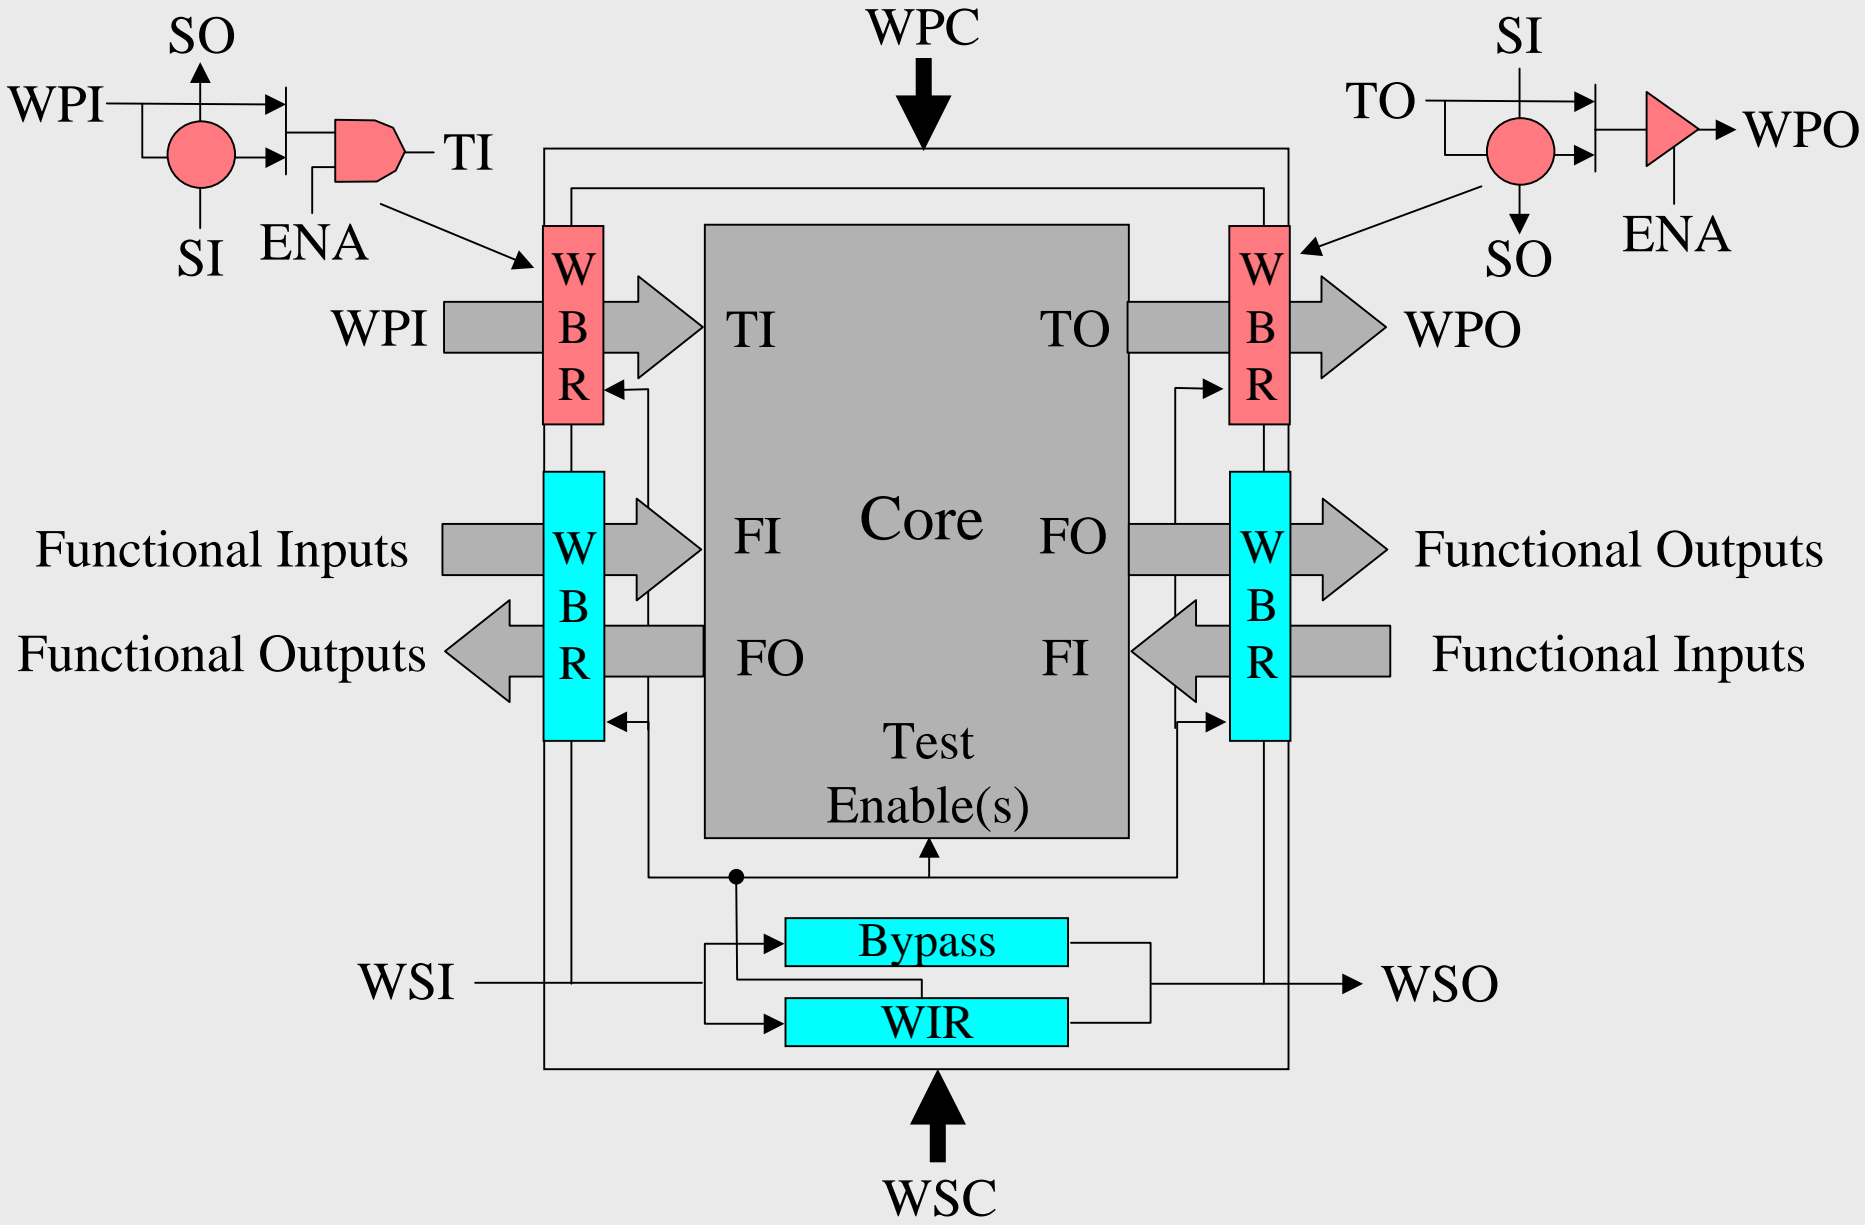 WPC
SO
WPI
TI
SI
ENA
SI
TO
WPO
SO
ENA
WPI
W
B
R
TI
TO
W
B
R
WPO
Functional Inputs
Functional Outputs
W
B
R
FI
FO
Core
FO
FI
W
B
R
Functional Outputs
Functional Inputs
Test
Enable(s)
Bypass
WSI
WSO
WIR
WSC